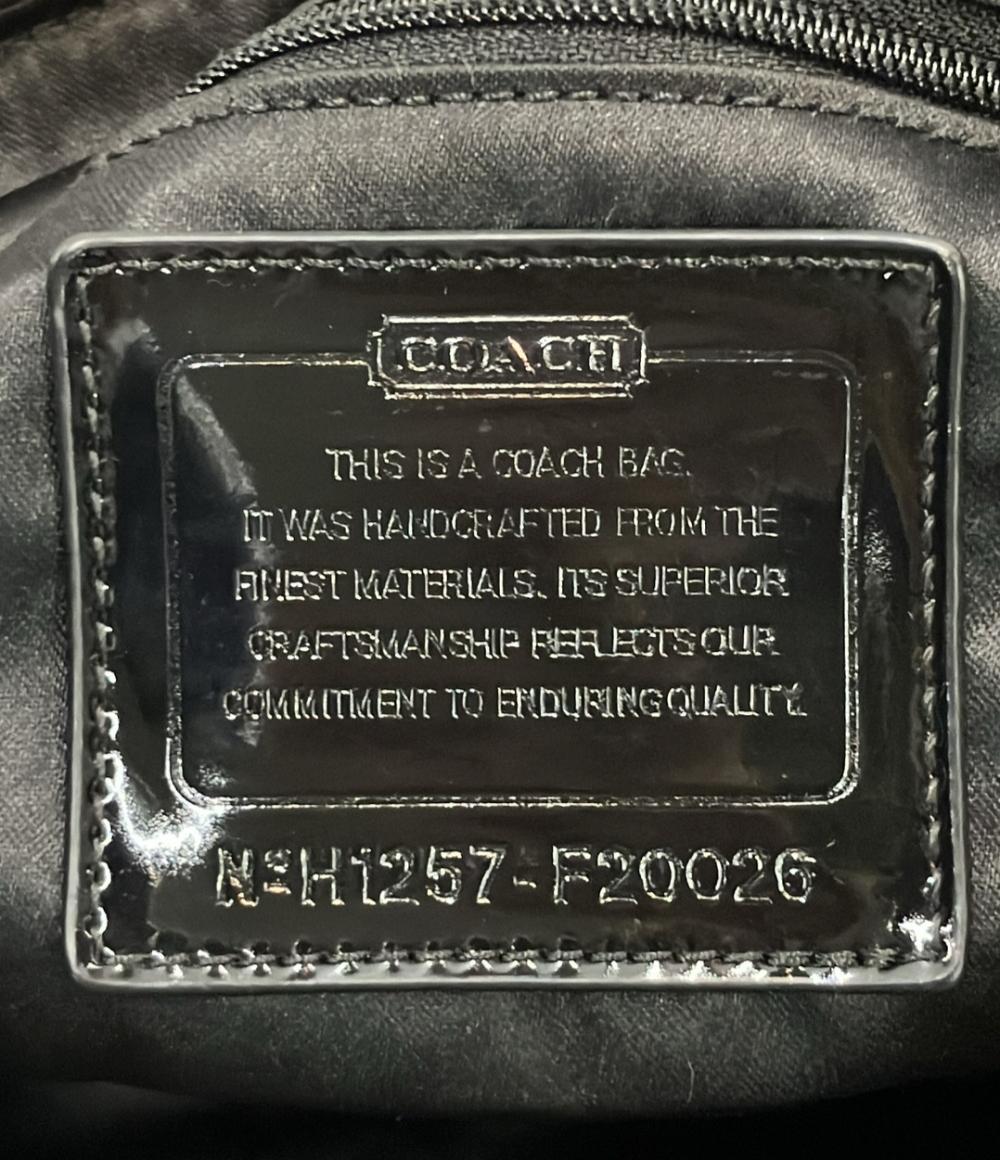 COACH
THIS IS A COACH BAG.
IT WAS HANDCRAFTED FROM THE
FINEST MATERIALS. ITS SUPERIOR
CRAFTSMANSHIP REFLECTS OUR
COMMITMENT TO ENDURING QUALITY.
Nº H1257-F20026